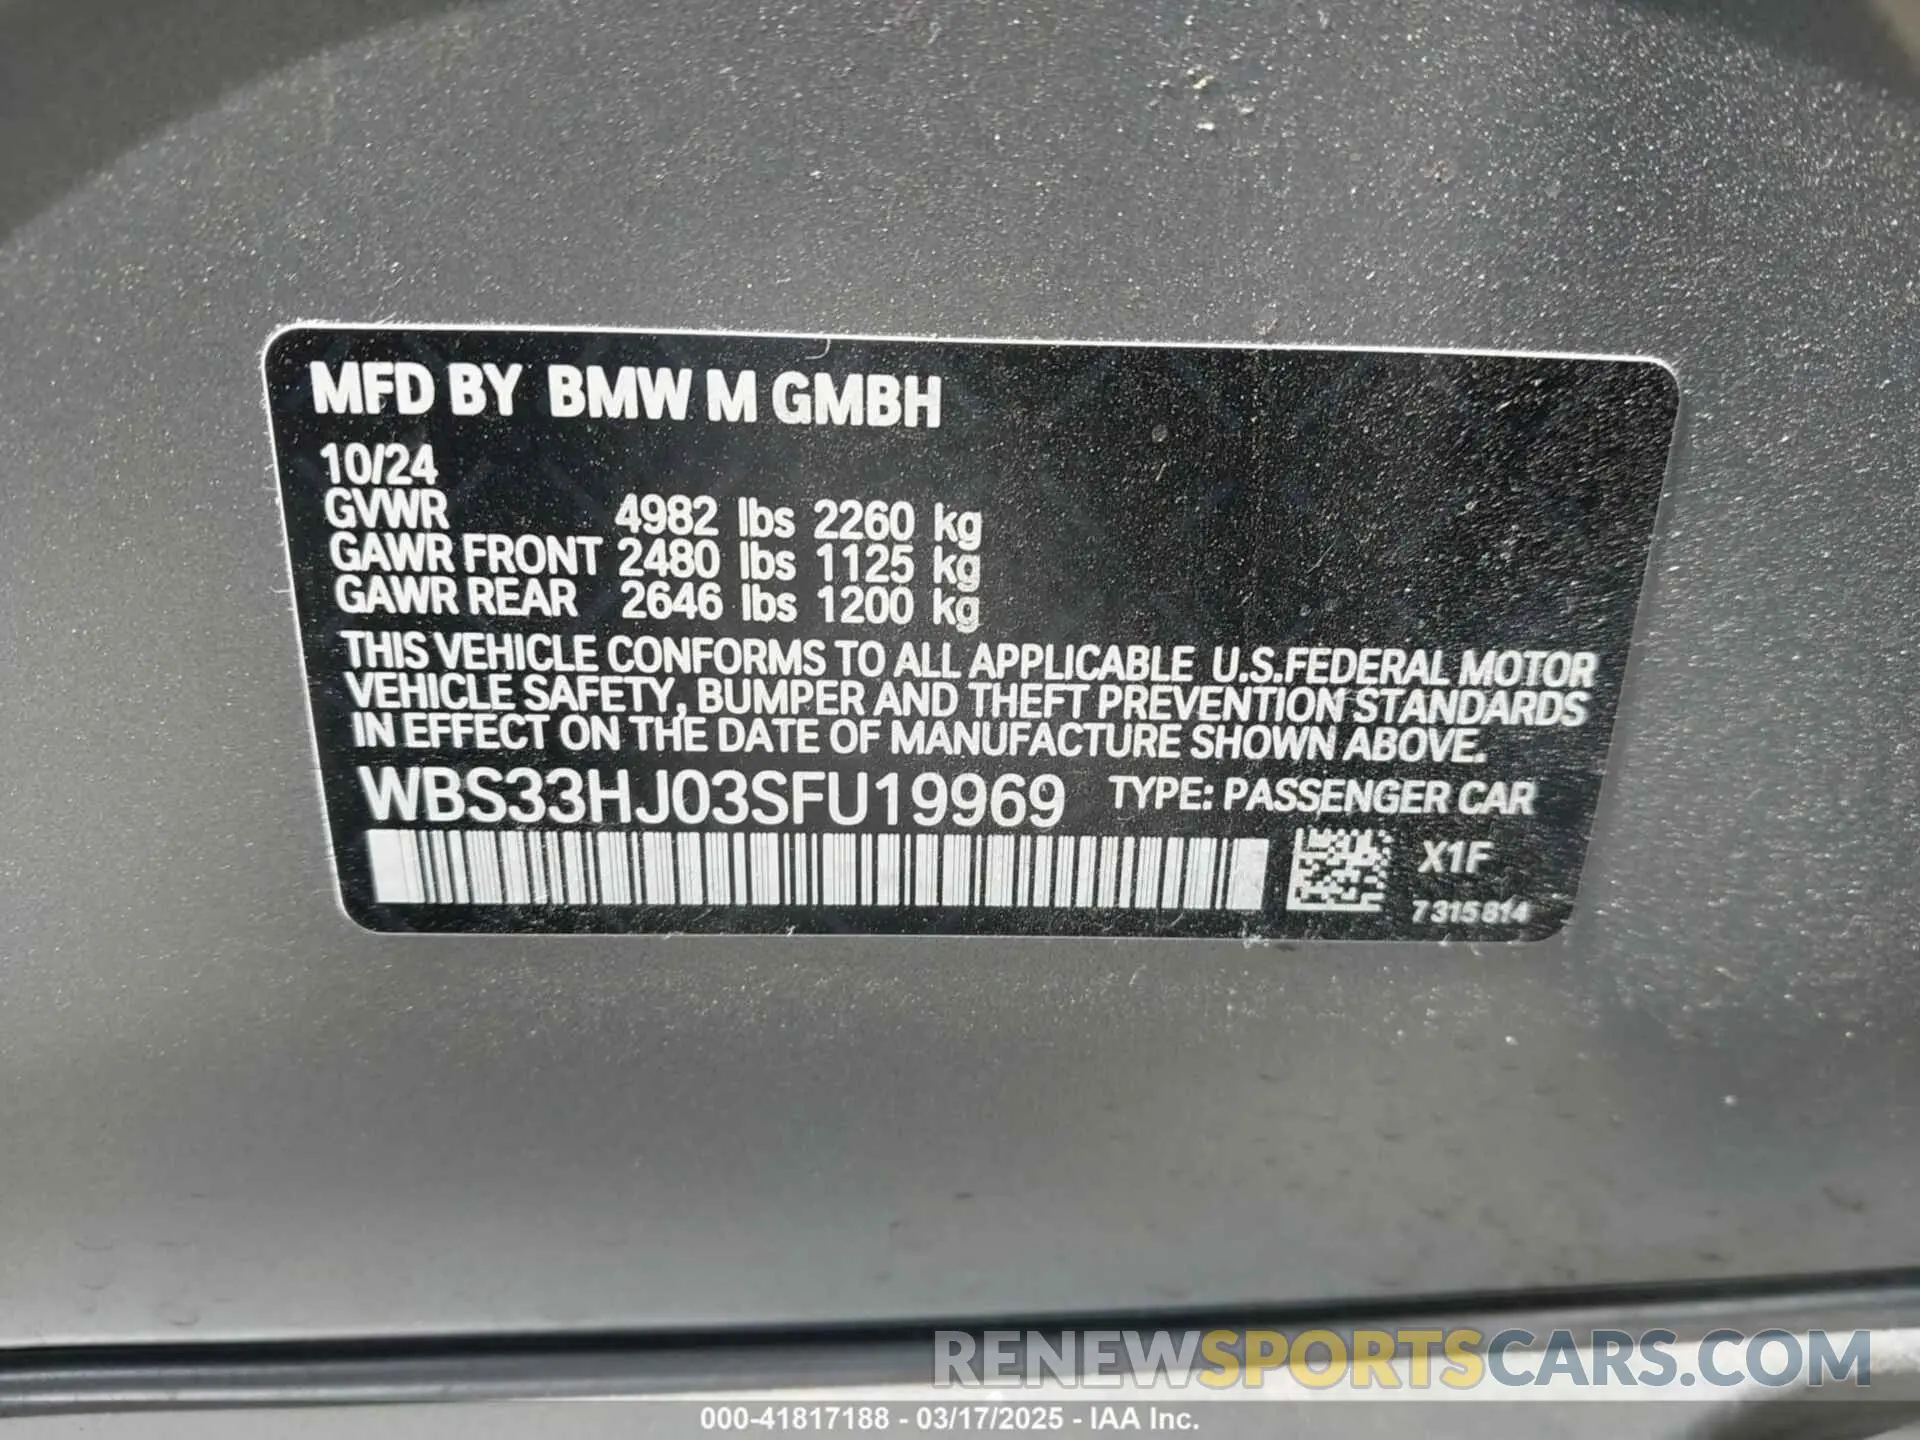 MFD BY BMW M GMBH
10/24
GVWR 4982 lbs 2260 kg
GAWR FRONT 2480 lbs 1125 kg
GAWR REAR 2646 lbs 1200 kg
THIS VEHICLE CONFORMS TO ALL APPLICABLE U.S.FEDERAL MOTOR
VEHICLE SAFETY, BUMPER AND THEFT PREVENTION STANDARDS
IN EFFECT ON THE DATE OF MANUFACTURE SHOWN ABOVE.
WBS33HJ03SFU19969 TYPE: PASSENGER CAR
X1F
7315814
RENEWSPORTSCARS.COM
000-41817188 - 03/17/2025 - IAA Inc.